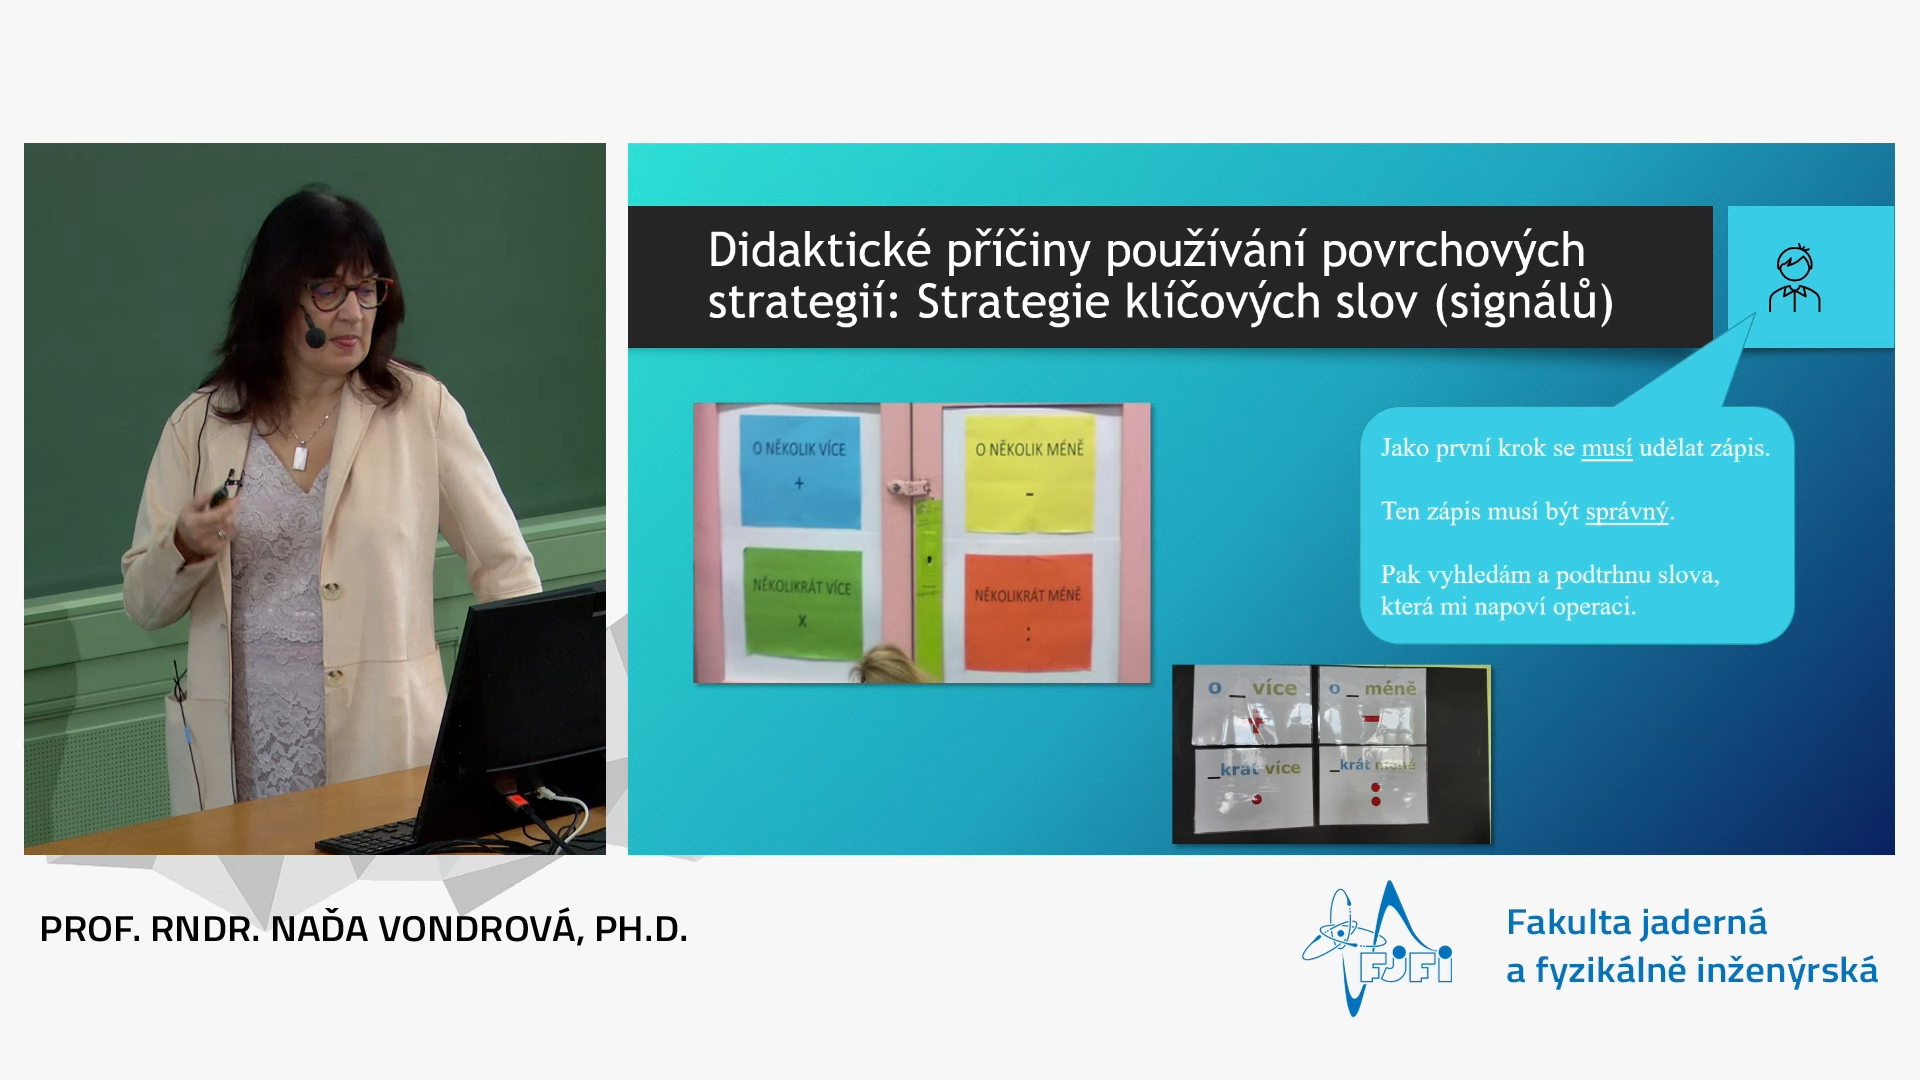 Didaktické příčiny používání povrchových
strategií: Strategie klíčových slov (signálů)
O NĚKOLIK VÍCE
+
O NĚKOLIK MÉNĚ
-
NĚKOLIKRÁT VÍCE
X
NĚKOLIKRÁT MÉNĚ
:
Jako první krok se musí udělat zápis.
Ten zápis musí být správný.
Pak vyhledám a podtrhnu slova,
která mi napoví operaci.
o _ více
+
o _ méně
-
_krát více
•
_krát méně
:
PROF. RNDR. NAĎA VONDROVÁ, PH.D.
FJFI
Fakulta jaderná
a fyzikálně inženýrská